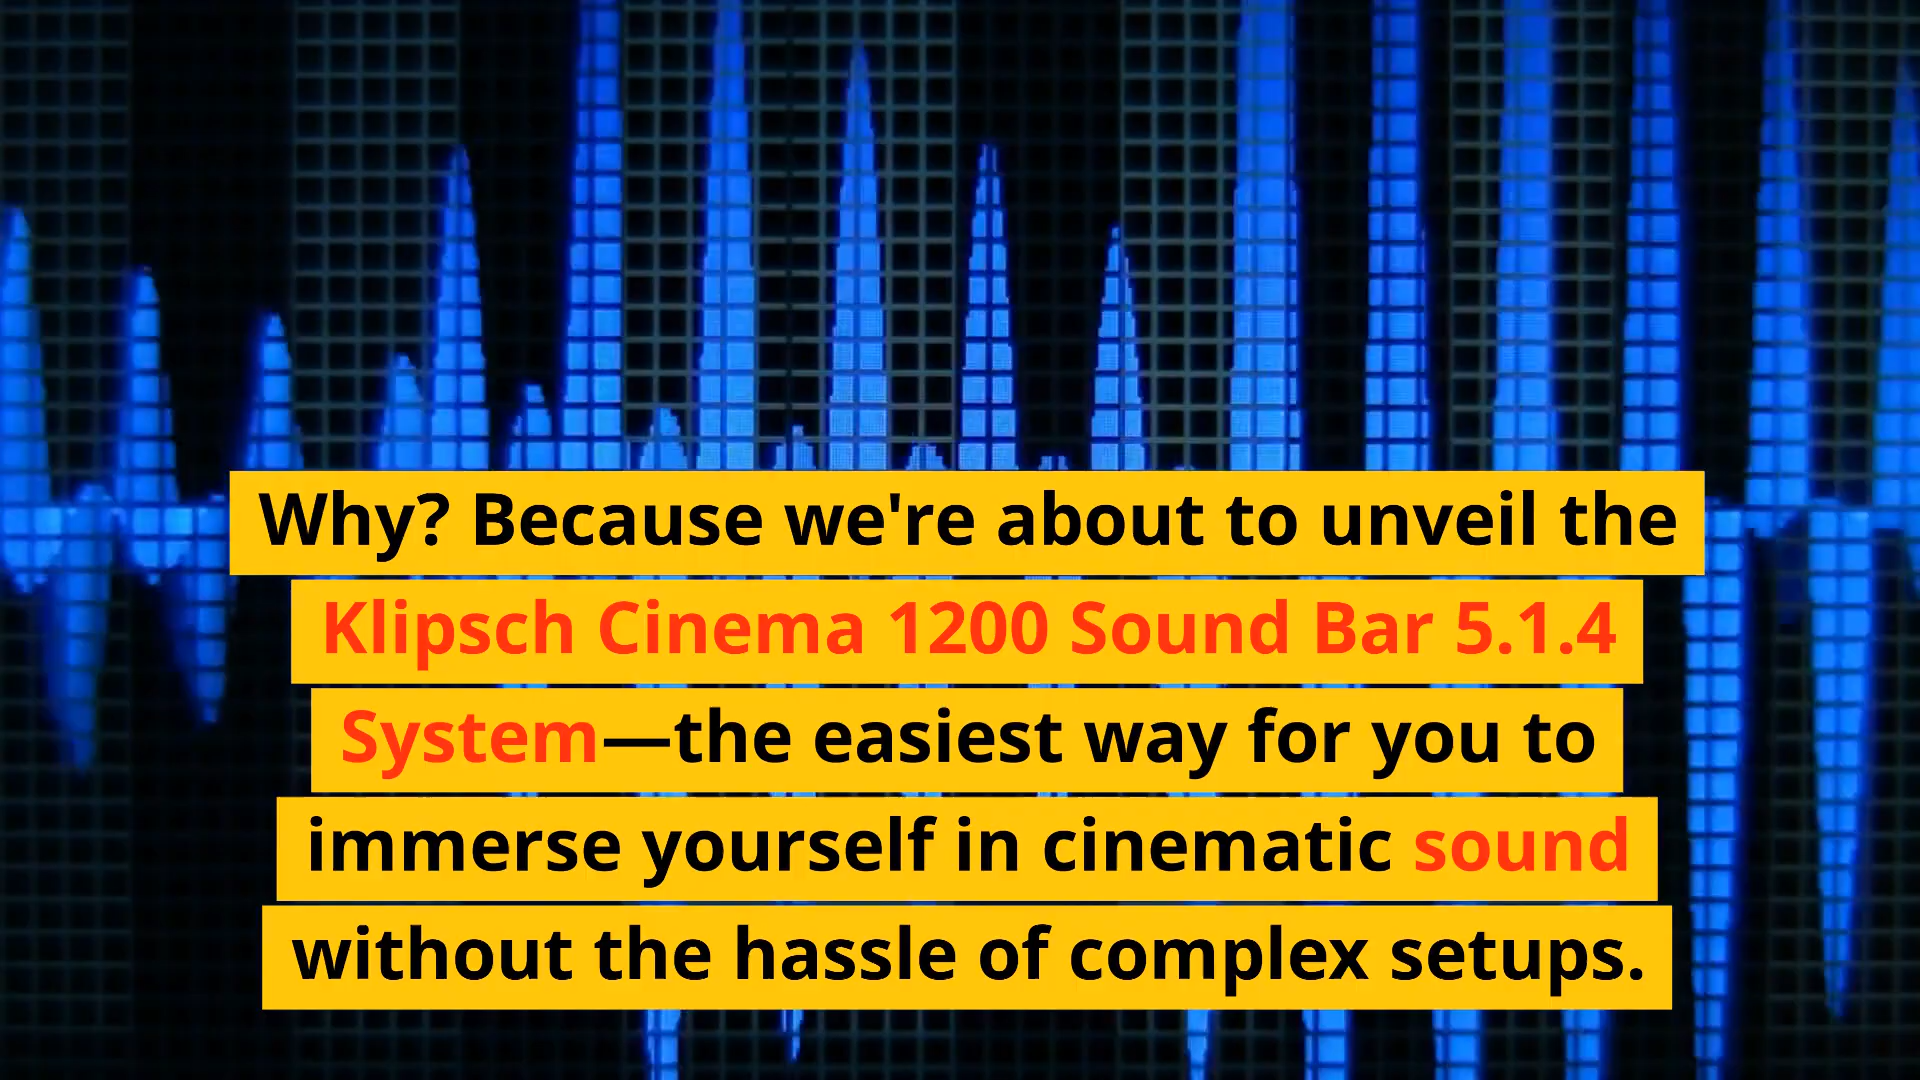 Why? Because we're about to unveil the
Klipsch Cinema 1200 Sound Bar 5.1.4
System—the easiest way for you to
immerse yourself in cinematic sound
without the hassle of complex setups.